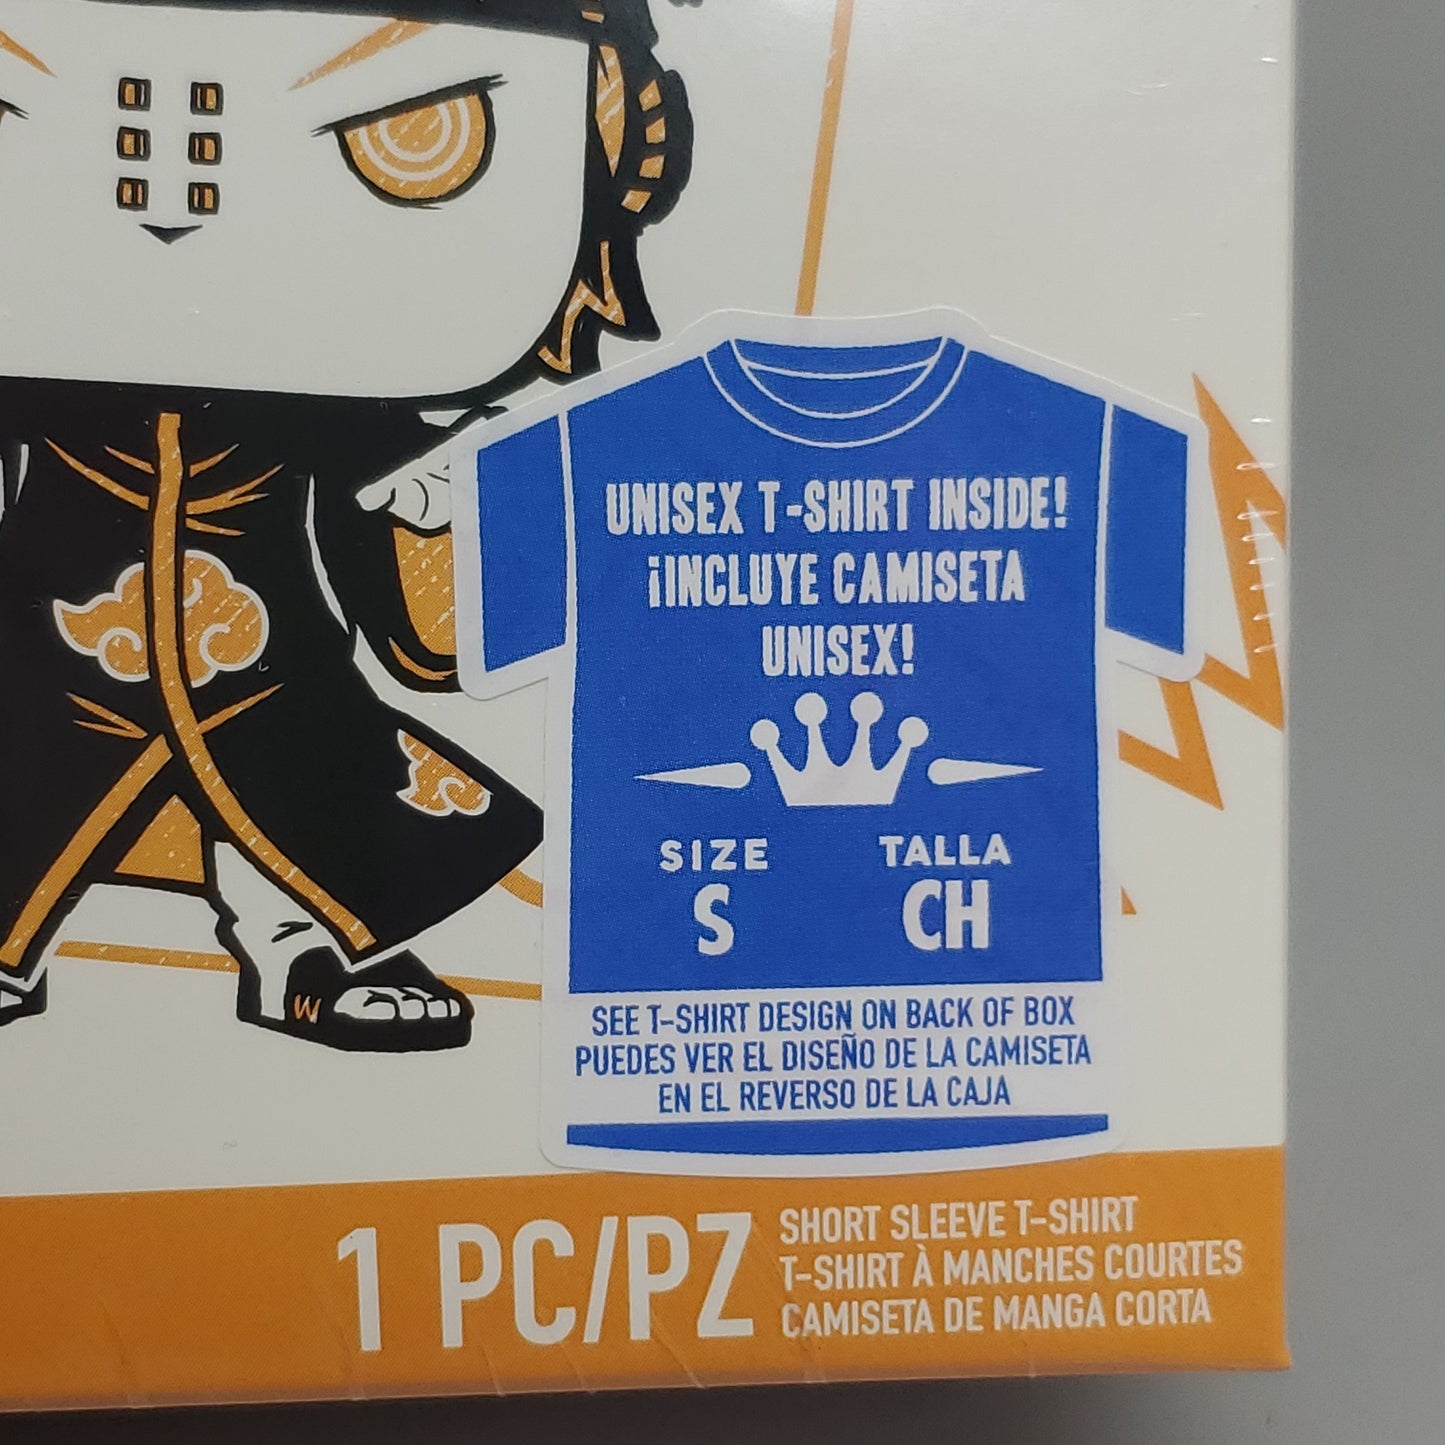 UNISEX T-SHIRT INSIDE!
¡INCLUYE CAMISETA
UNISEX!
SIZE TALLA
S CH
SEE T-SHIRT DESIGN ON BACK OF BOX
PUEDES VER EL DISEÑO DE LA CAMISETA
EN EL REVERSO DE LA CAJA
1 PC/PZ
SHORT SLEEVE T-SHIRT
T-SHIRT À MANCHES COURTES
CAMISETA DE MANGA CORTA